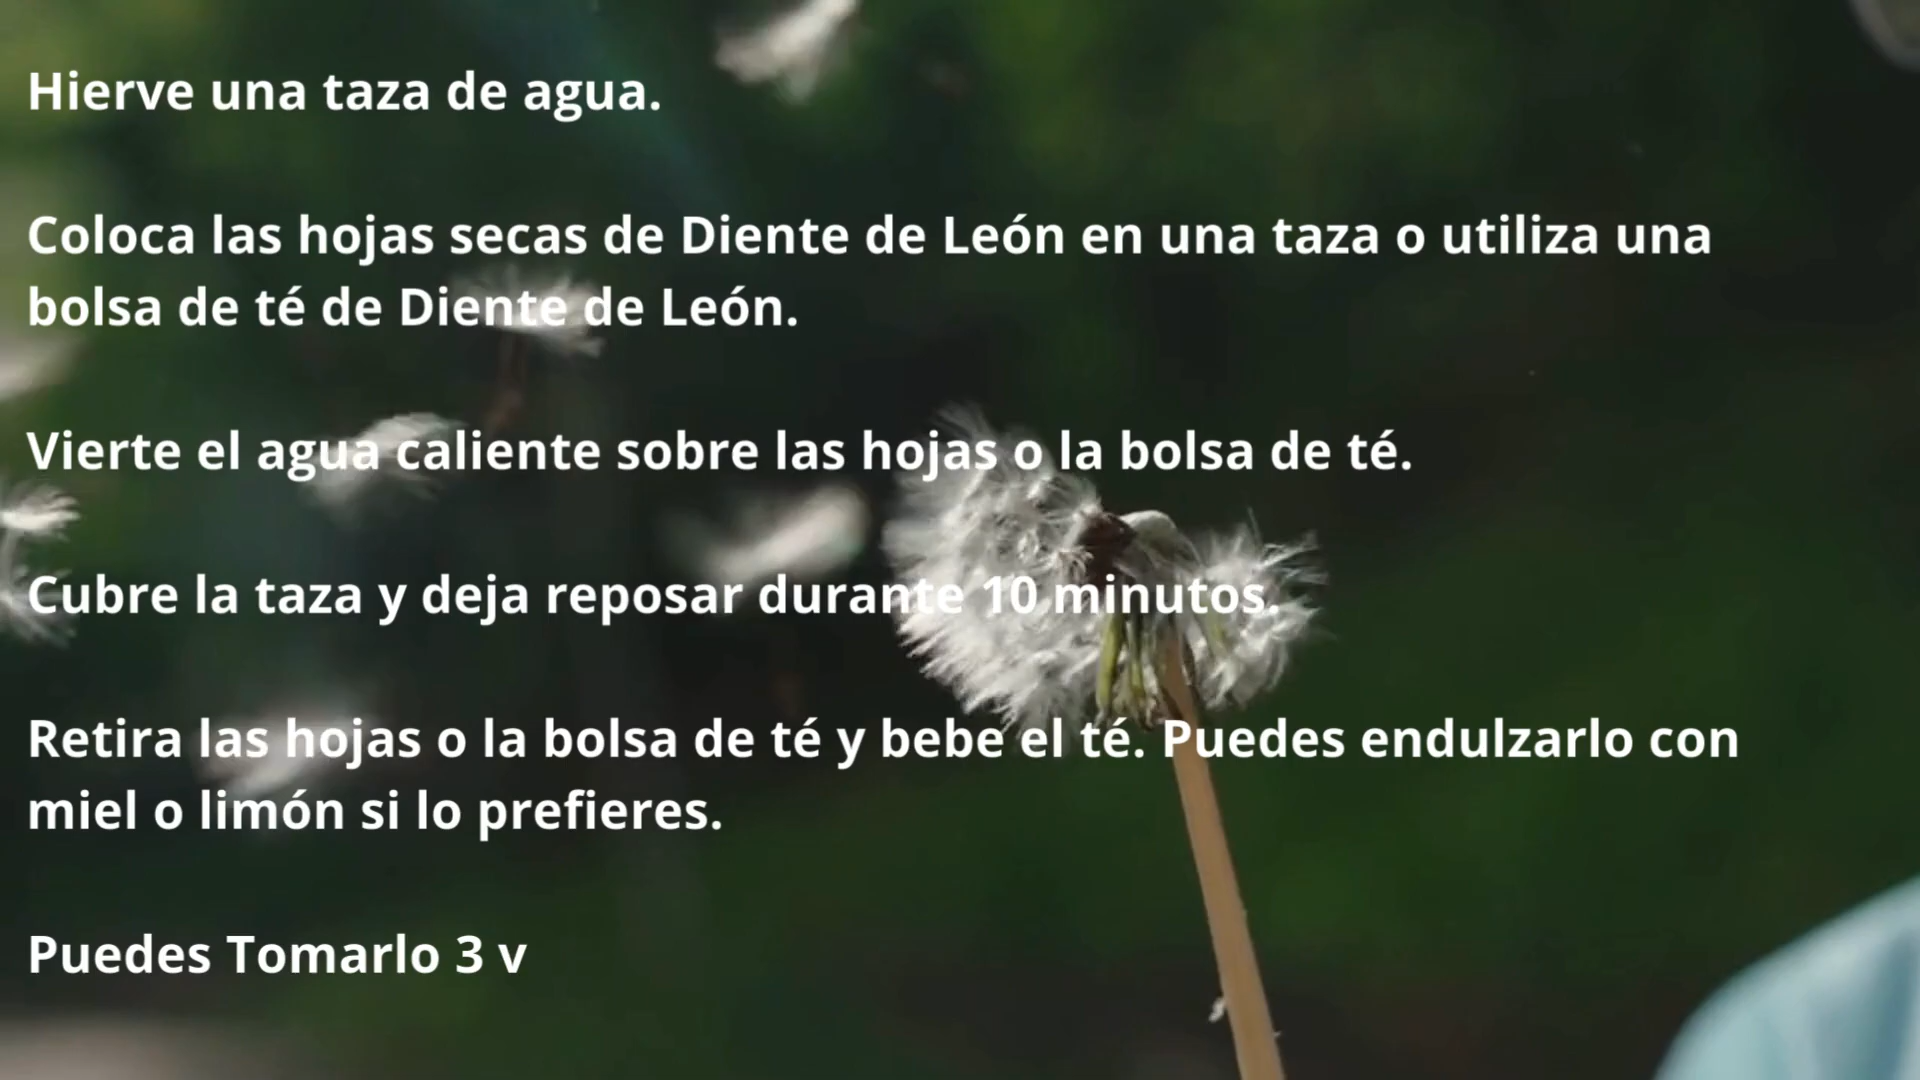 Hierve una taza de agua.
Coloca las hojas secas de Diente de León en una taza o utiliza una
bolsa de té de Diente de León.
Vierte el agua caliente sobre las hojas o la bolsa de té.
Cubre la taza y deja reposar durante 10 minutos.
Retira las hojas o la bolsa de té y bebe el té. Puedes endulzarlo con
miel o limón si lo prefieres.
Puedes Tomarlo 3 v